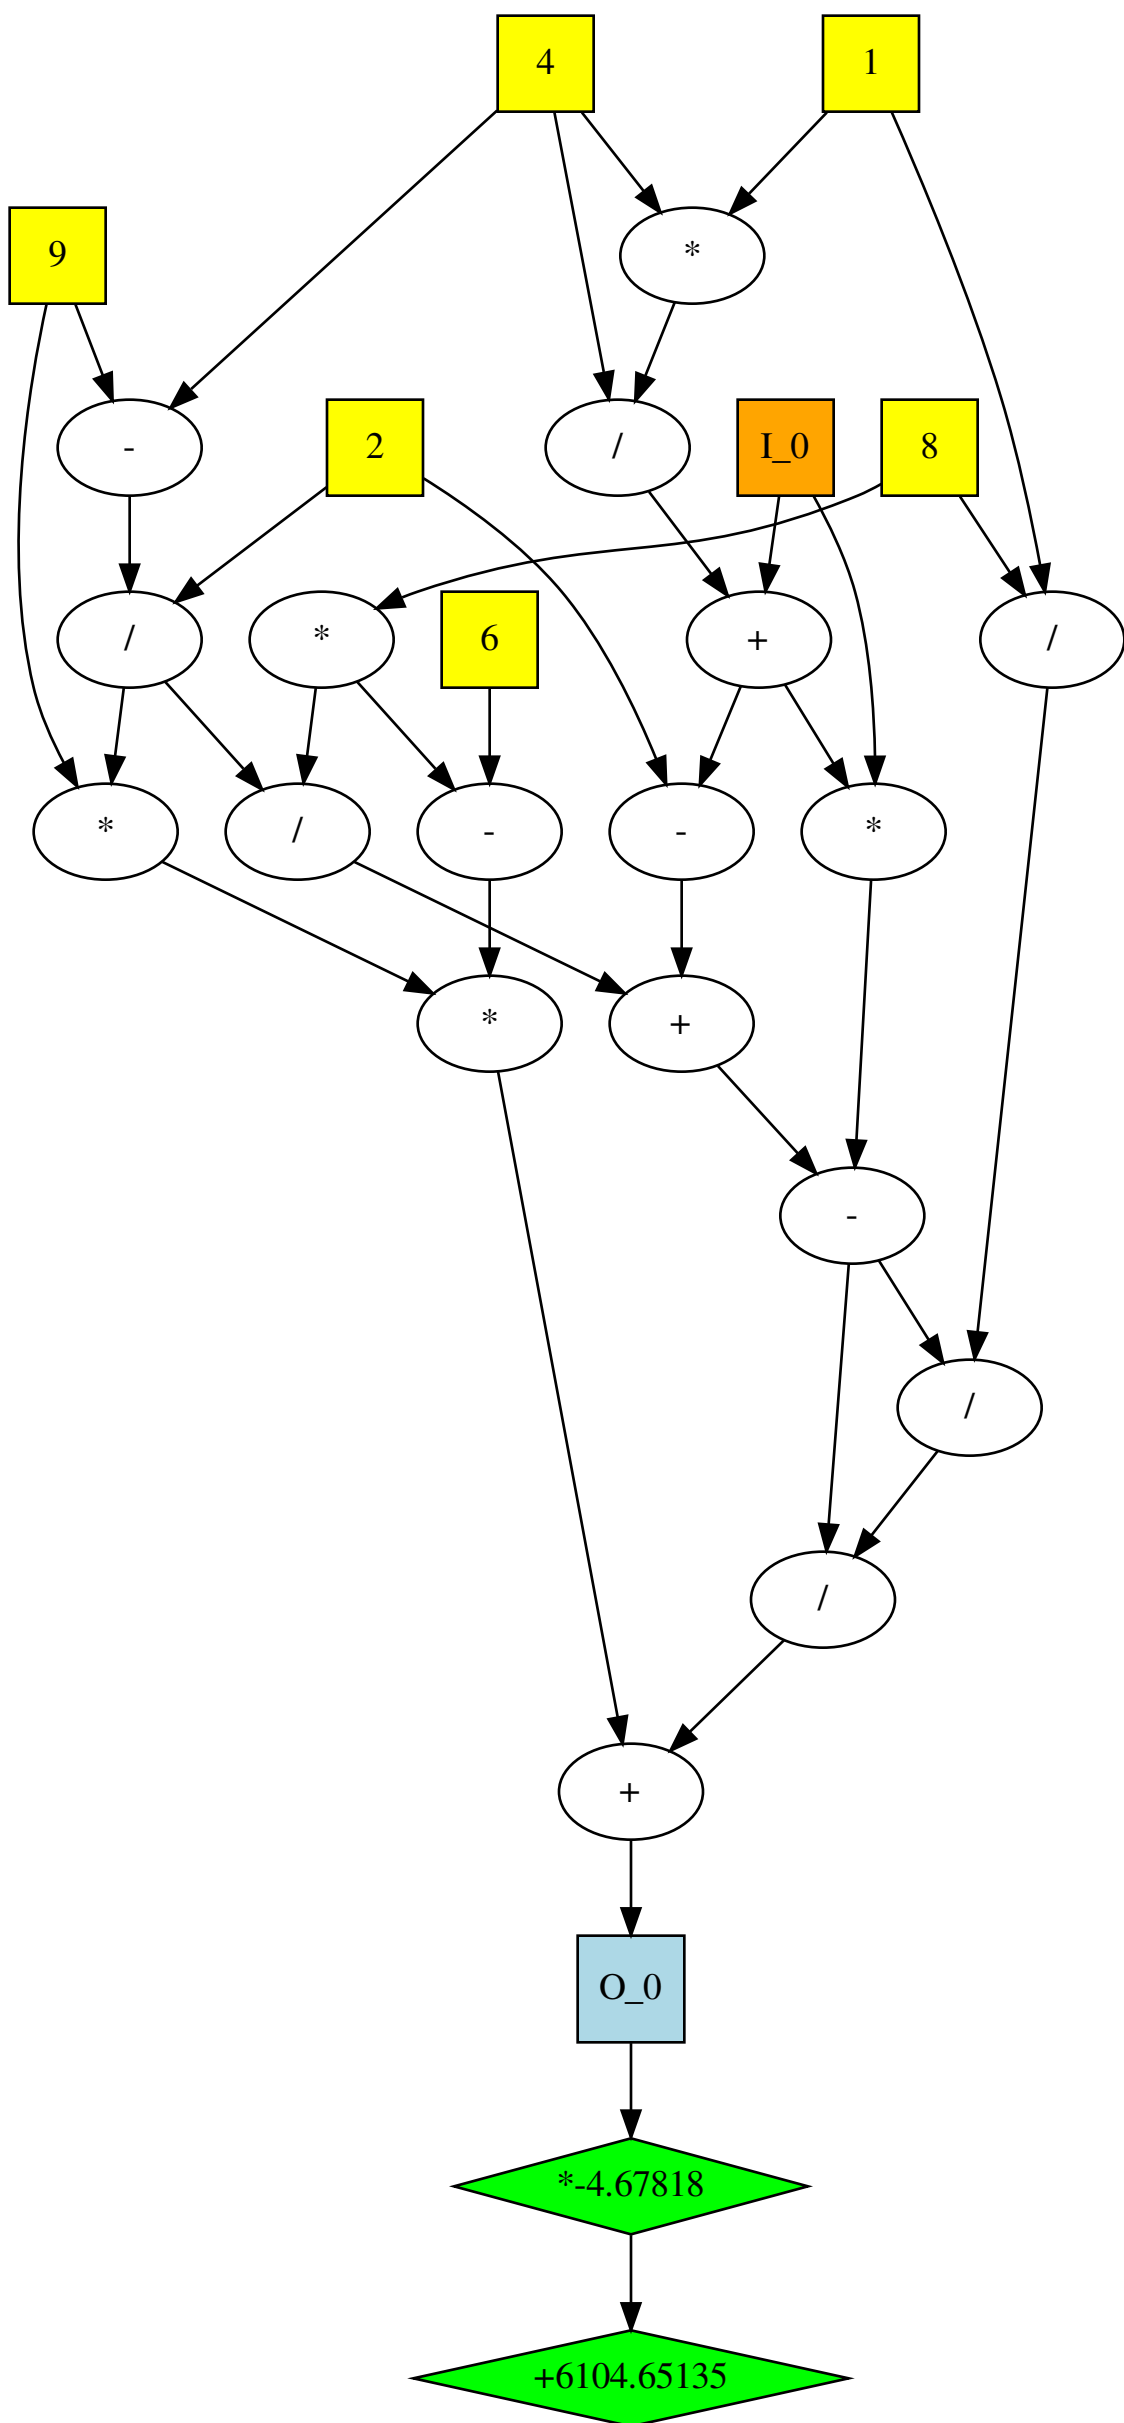 4 1
9 *
- 2 / I_0 8
/ * 6 + /
* / - - *
* +
-
/
/
+
O_0
*-4.67818
+6104.65135